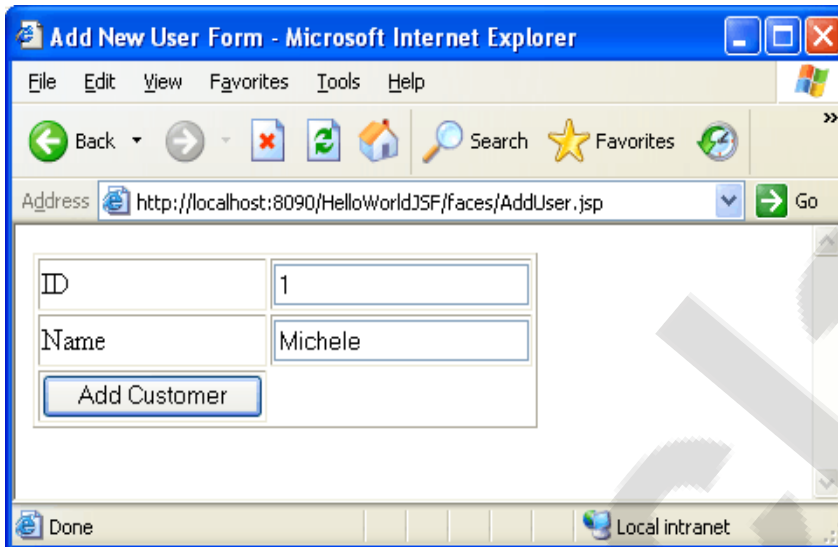 Add New User Form - Microsoft Internet Explorer
File Edit View Favorites Tools Help
Back Search Favorites »
Address http://localhost:8090/HelloWorldJSF/faces/AddUser.jsp Go
ID 1
Name Michele
Add Customer
Done Local intranet